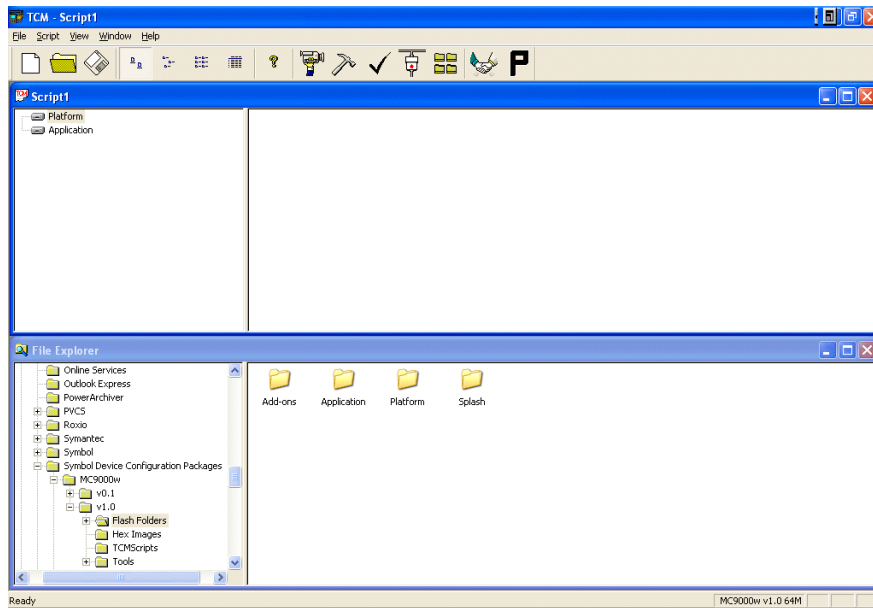 TCM - Script1
File Script View Window Help
P
TCM Script1
Platform
Application
File Explorer
Online Services
Outlook Express
PowerArchiver
PVCS
Roxio
Symantec
Symbol
Symbol Device Configuration Packages
MC9000w
v0.1
v1.0
Flash Folders
Hex Images
TCMScripts
Tools
Add-ons Application Platform Splash
Ready MC9000w v1.0 64M